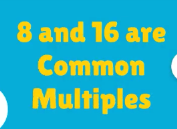 8 and 16 are
Common
Multiples